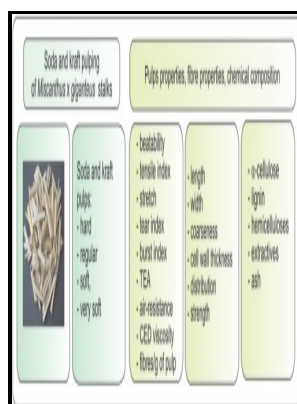 Soda and kraft pulping
of Miscanthus x giganteus stalks
Pulps properties, fibre properties, chemical composition
Soda and kraft
pulps:
- hard
- regular
- soft,
- very soft
- beatability
- tensile index
- stretch
- tear index
- burst index
- TEA
- air-resistance
- CED viscosity
- fibres/g of pulp
- length
- width
- coarseness
- cell wall thickness
- distribution
- strength
- α-cellulose
- lignin
- hemicelluloses
- extractives
- ash